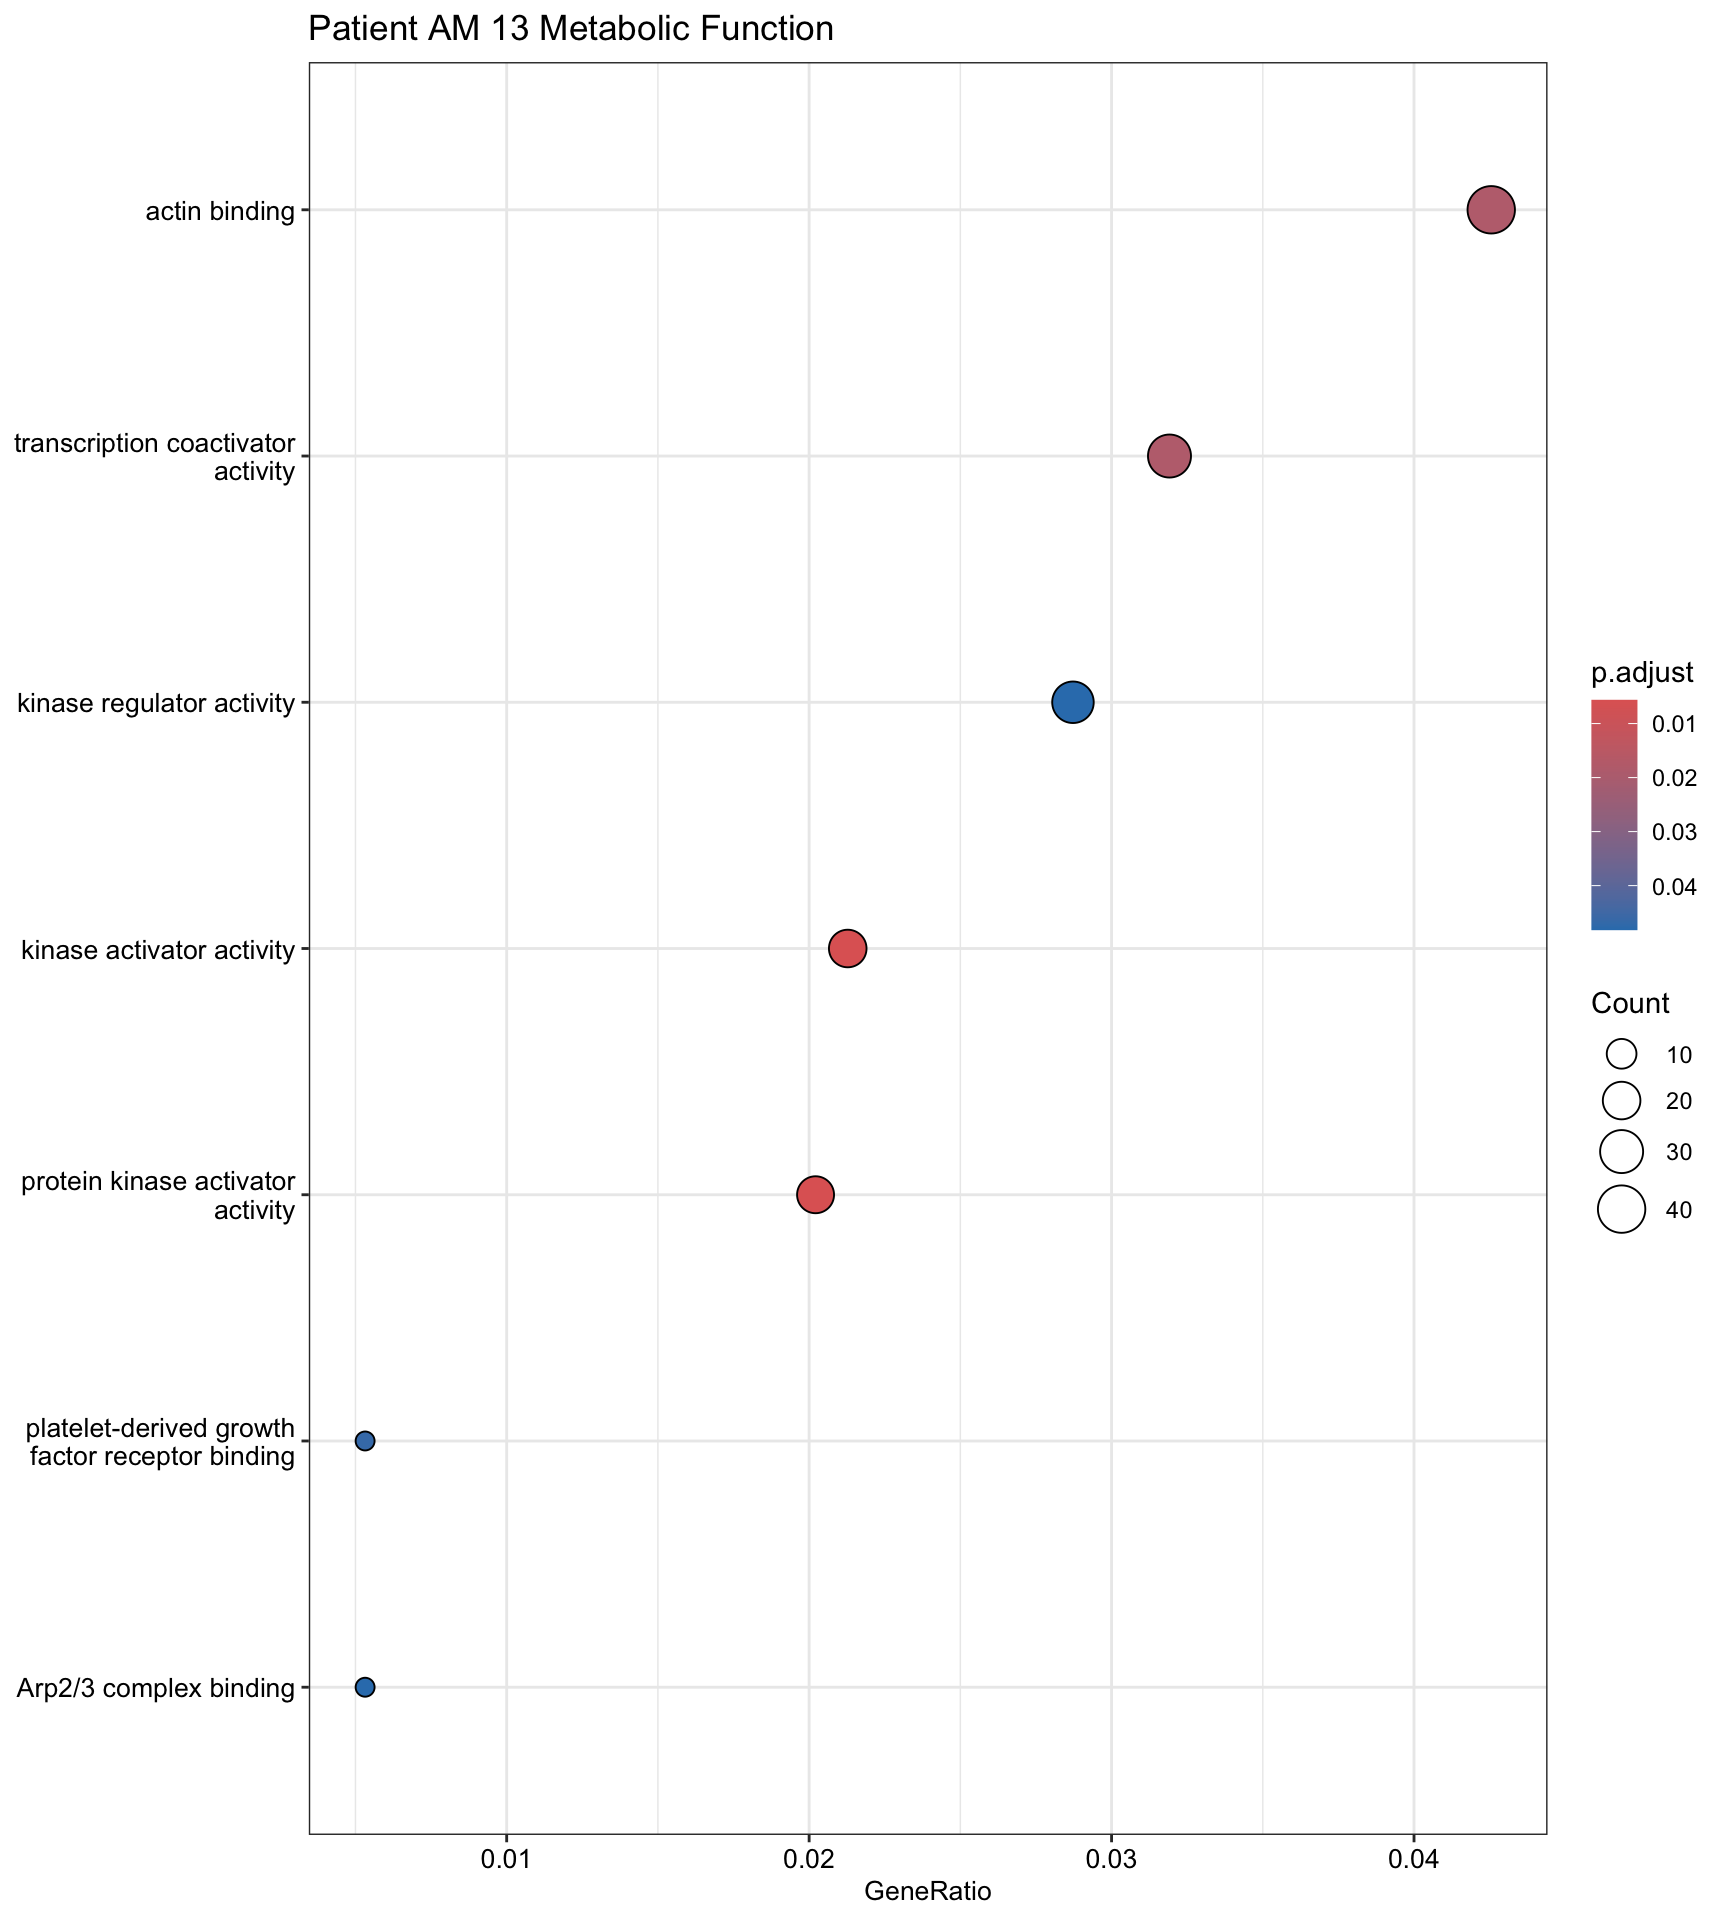 Patient AM 13 Metabolic Function
actin binding
transcription coactivator
activity
kinase regulator activity
kinase activator activity
protein kinase activator
activity
platelet-derived growth
factor receptor binding
Arp2/3 complex binding
0.01
0.02
0.03
0.04
GeneRatio
p.adjust
0.01
0.02
0.03
0.04
Count
10
20
30
40